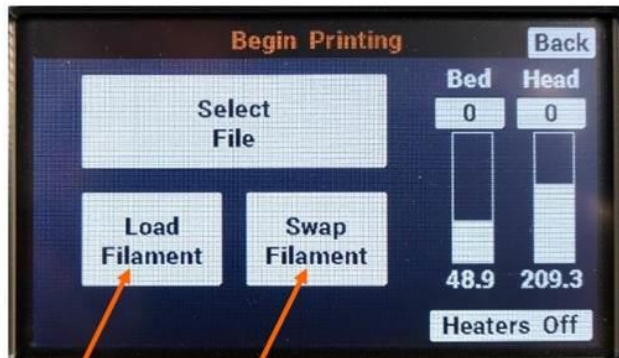 Begin Printing
Back
Select
File
Bed Head
0 0
Load
Filament
Swap
Filament
48.9 209.3
Heaters Off